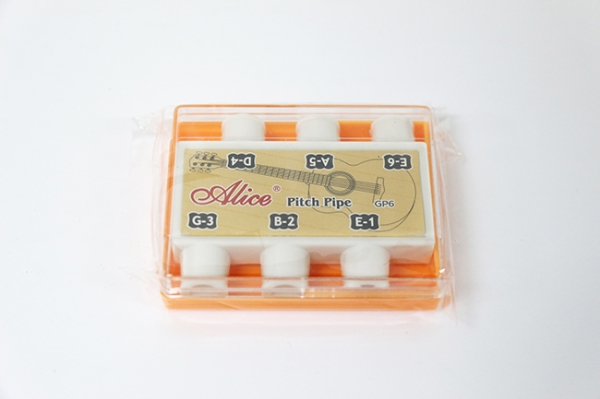 D-4 A-5 E-6
Alice® Pitch Pipe GP6
G-3 B-2 E-1